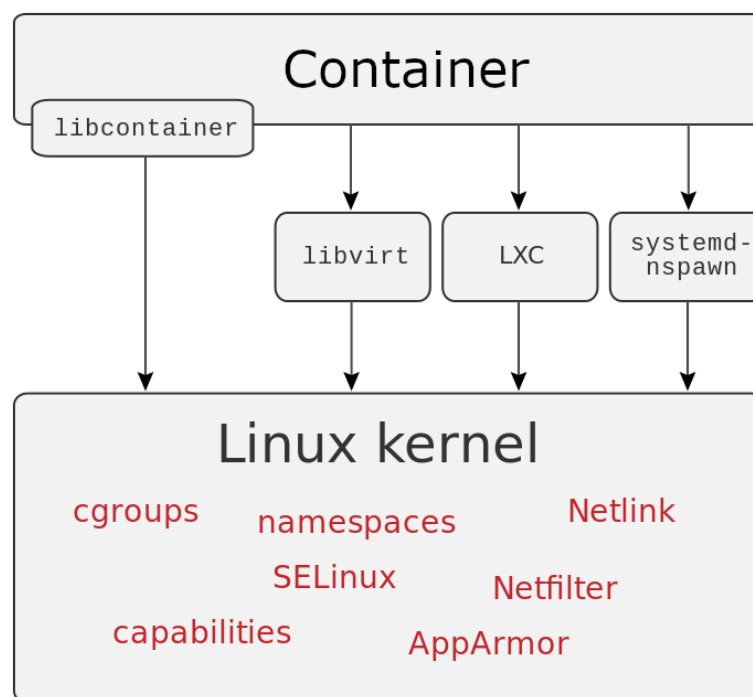 Container
libcontainer
libvirt
LXC
systemd-
nspawn
Linux kernel
cgroups
namespaces
Netlink
SELinux
Netfilter
capabilities
AppArmor